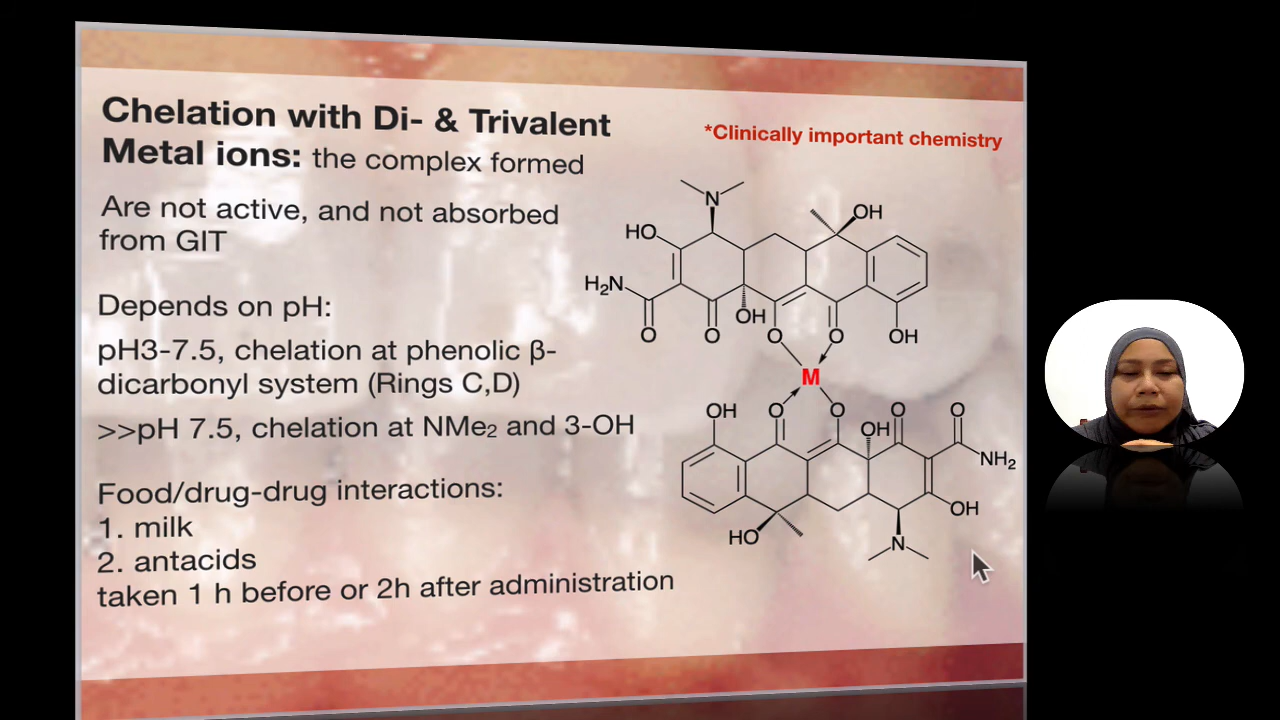 Chelation with Di- & Trivalent
Metal ions: the complex formed
*Clinically important chemistry
Are not active, and not absorbed
from GIT
Depends on pH:
pH3-7.5, chelation at phenolic β-
dicarbonyl system (Rings C,D)
>>pH 7.5, chelation at NMe₂ and 3-OH
Food/drug-drug interactions:
1. milk
2. antacids
taken 1 h before or 2h after administration
N
OH
HO
H₂N
OH
O
O
O
O
OH
M
OH
O
O
OH
O
O
NH₂
OH
HO
N